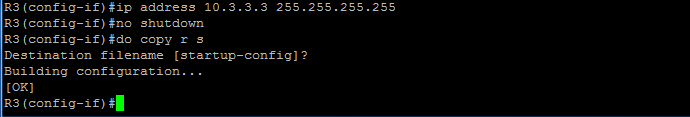 R3(config-if)#ip address 10.3.3.3 255.255.255.255
R3(config-if)#no shutdown
R3(config-if)#do copy r s
Destination filename [startup-config]?
Building configuration...
[OK]
R3(config-if)#